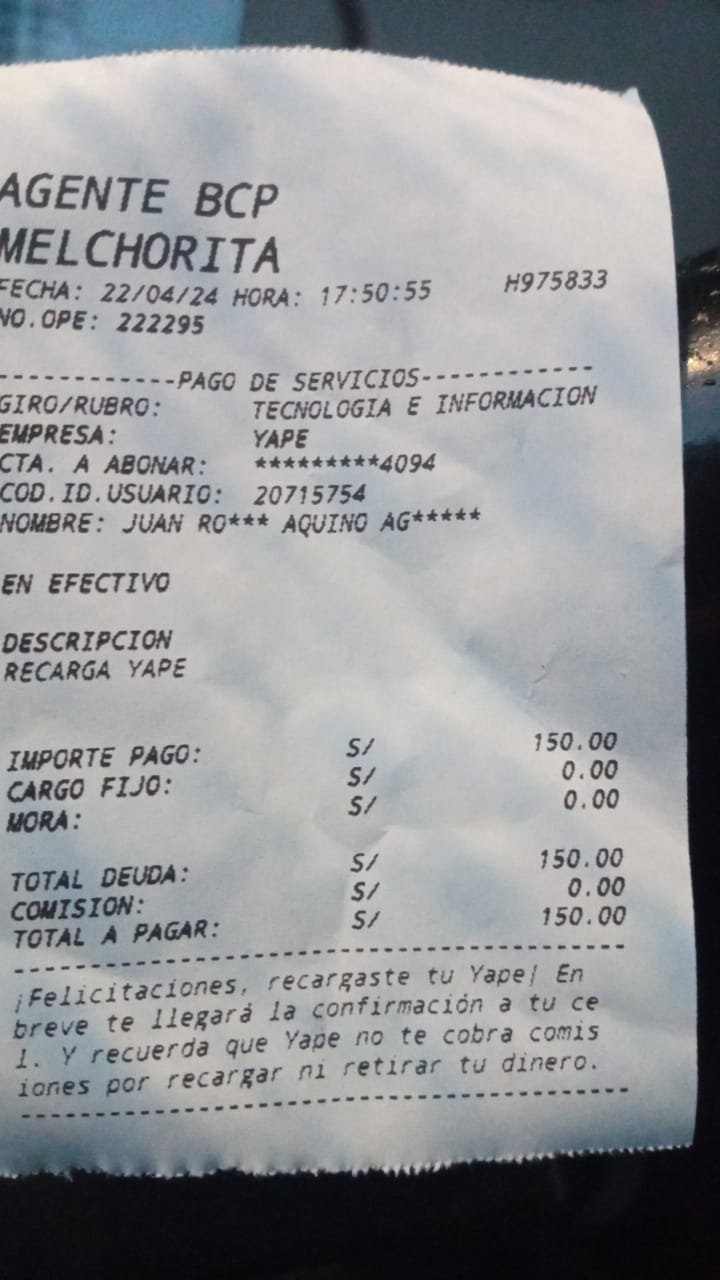 AGENTE BCP
MELCHORITA
FECHA: 22/04/24 HORA: 17:50:55 H975833
NO.OPE: 222295
------------PAGO DE SERVICIOS------------
GIRO/RUBRO: TECNOLOGIA E INFORMACION
EMPRESA: YAPE
CTA. A ABONAR: *********4094
COD.ID.USUARIO: 20715754
NOMBRE: JUAN RO*** AQUINO AG*****
EN EFECTIVO
DESCRIPCION
RECARGA YAPE
IMPORTE PAGO: S/ 150.00
CARGO FIJO: S/ 0.00
MORA: S/ 0.00
TOTAL DEUDA: S/ 150.00
COMISION: S/ 0.00
TOTAL A PAGAR: S/ 150.00
-----------------------------------------
¡Felicitaciones, recargaste tu Yape! En
breve te llegará la confirmación a tu ce
l. Y recuerda que Yape no te cobra comis
iones por recargar ni retirar tu dinero.
-----------------------------------------